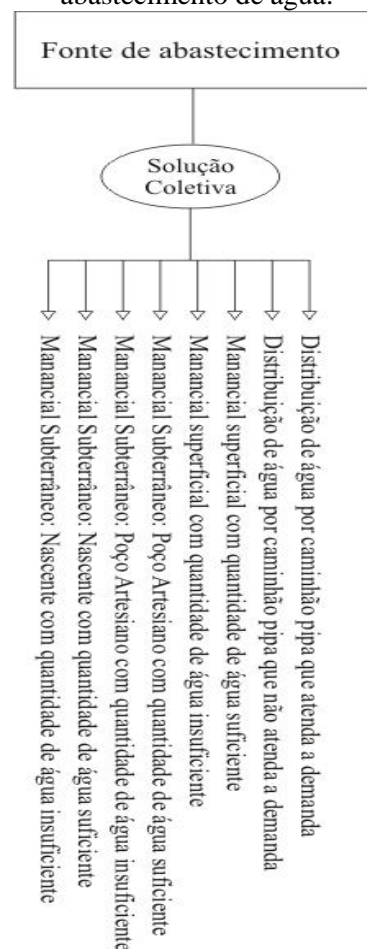 abastecimento de água.
Fonte de abastecimento
Solução
Coletiva
Manancial Subterrâneo: Nascente com quantidade de água insuficiente
Manancial Subterrâneo: Nascente com quantidade de água suficiente
Manancial Subterrâneo: Poço Artesiano com quantidade de água insuficiente
Manancial Subterrâneo: Poço Artesiano com quantidade de água suficiente
Manancial superficial com quantidade de água insuficiente
Manancial superficial com quantidade de água suficiente
Distribuição de água por caminhão pipa que não atenda a demanda
Distribuição de água por caminhão pipa que atenda a demanda